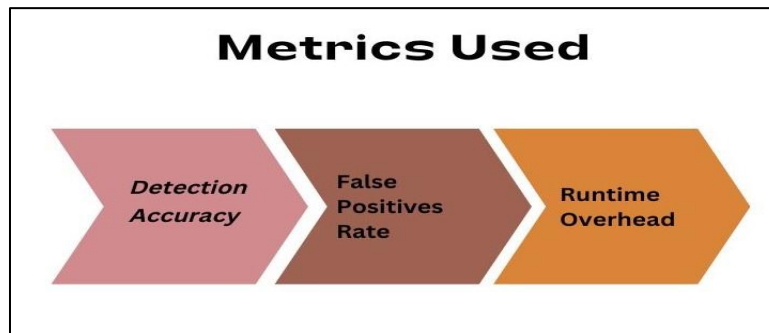 Metrics Used
Detection
Accuracy
False
Positives
Rate
Runtime
Overhead